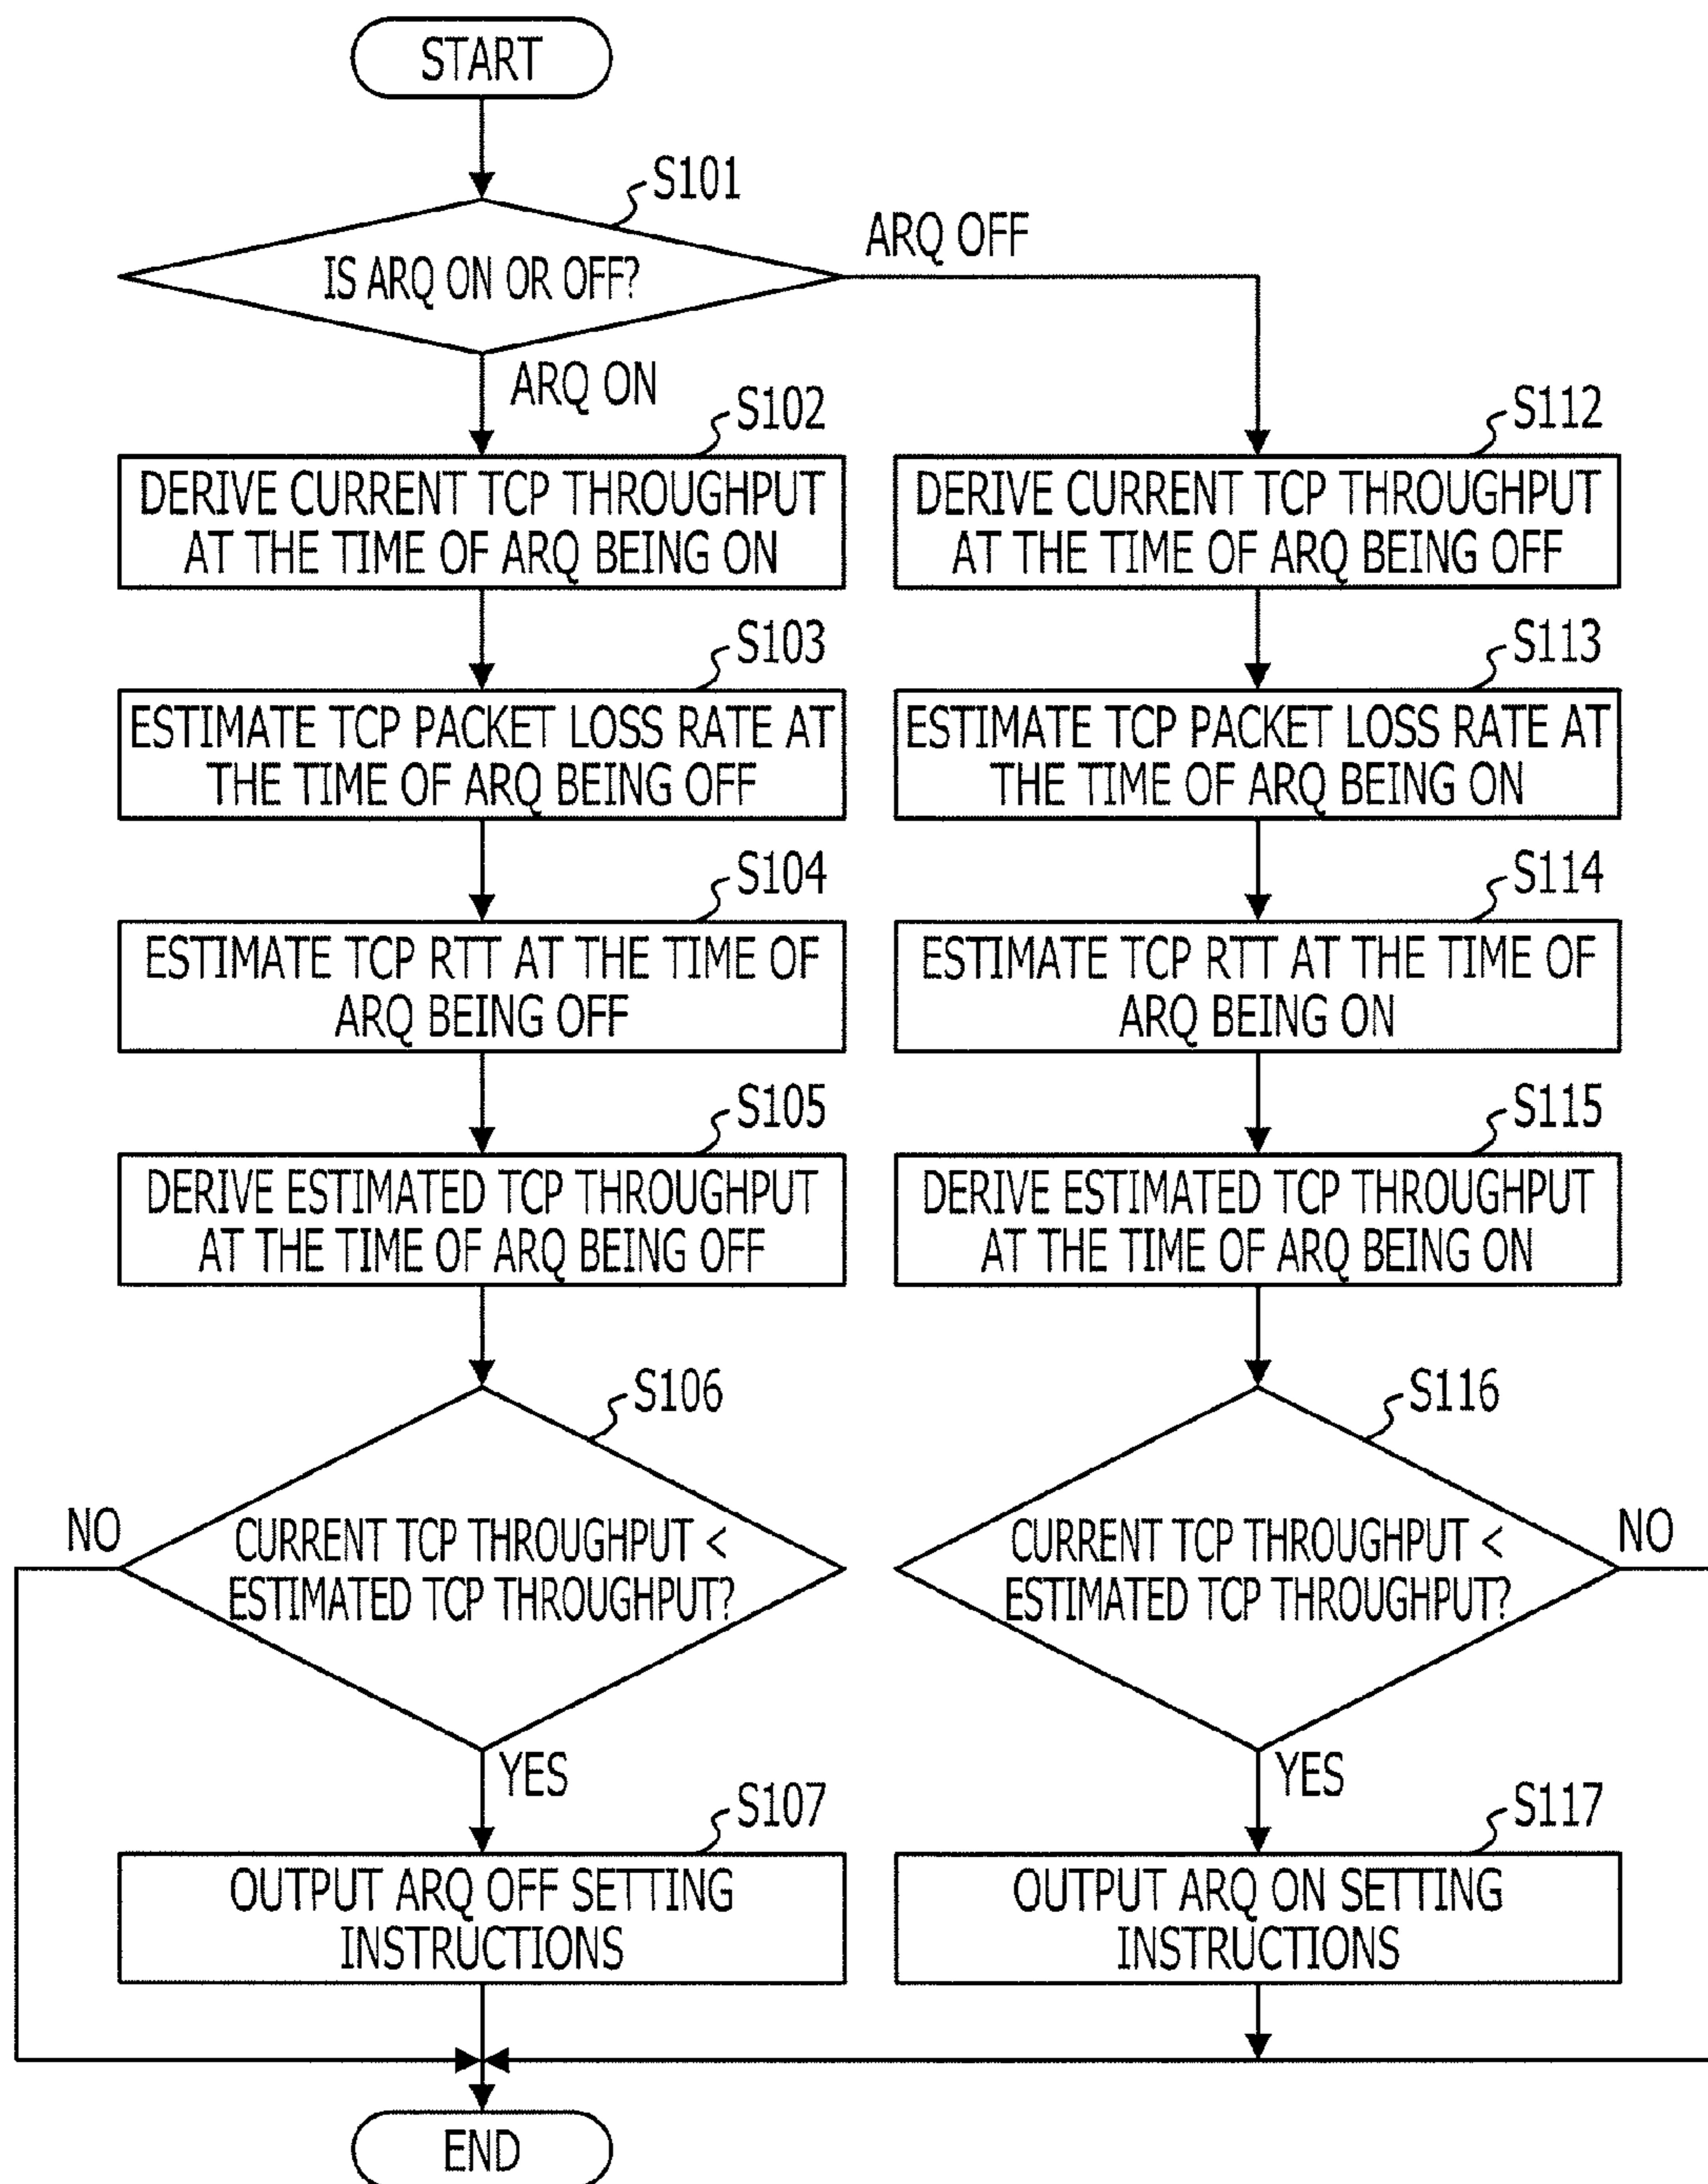 START
S101
IS ARQ ON OR OFF?
ARQ OFF
ARQ ON
S102
DERIVE CURRENT TCP THROUGHPUT
AT THE TIME OF ARQ BEING ON
S103
ESTIMATE TCP PACKET LOSS RATE AT
THE TIME OF ARQ BEING OFF
S104
ESTIMATE TCP RTT AT THE TIME OF
ARQ BEING OFF
S105
DERIVE ESTIMATED TCP THROUGHPUT
AT THE TIME OF ARQ BEING OFF
S106
NO
CURRENT TCP THROUGHPUT <
ESTIMATED TCP THROUGHPUT?
YES
S107
OUTPUT ARQ OFF SETTING
INSTRUCTIONS
S112
DERIVE CURRENT TCP THROUGHPUT
AT THE TIME OF ARQ BEING OFF
S113
ESTIMATE TCP PACKET LOSS RATE AT
THE TIME OF ARQ BEING ON
S114
ESTIMATE TCP RTT AT THE TIME OF
ARQ BEING ON
S115
DERIVE ESTIMATED TCP THROUGHPUT
AT THE TIME OF ARQ BEING ON
S116
CURRENT TCP THROUGHPUT <
ESTIMATED TCP THROUGHPUT?
NO
YES
S117
OUTPUT ARQ ON SETTING
INSTRUCTIONS
END